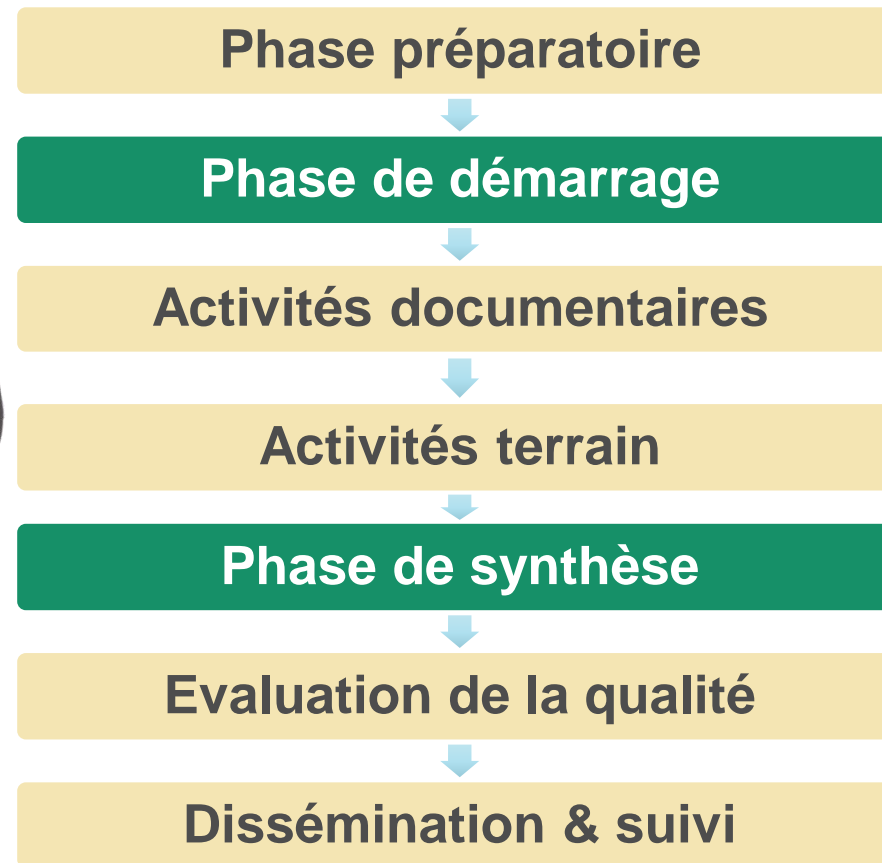 Phase préparatoire
Phase de démarrage
Activités documentaires
Activités terrain
Phase de synthèse
Evaluation de la qualité
Dissémination & suivi